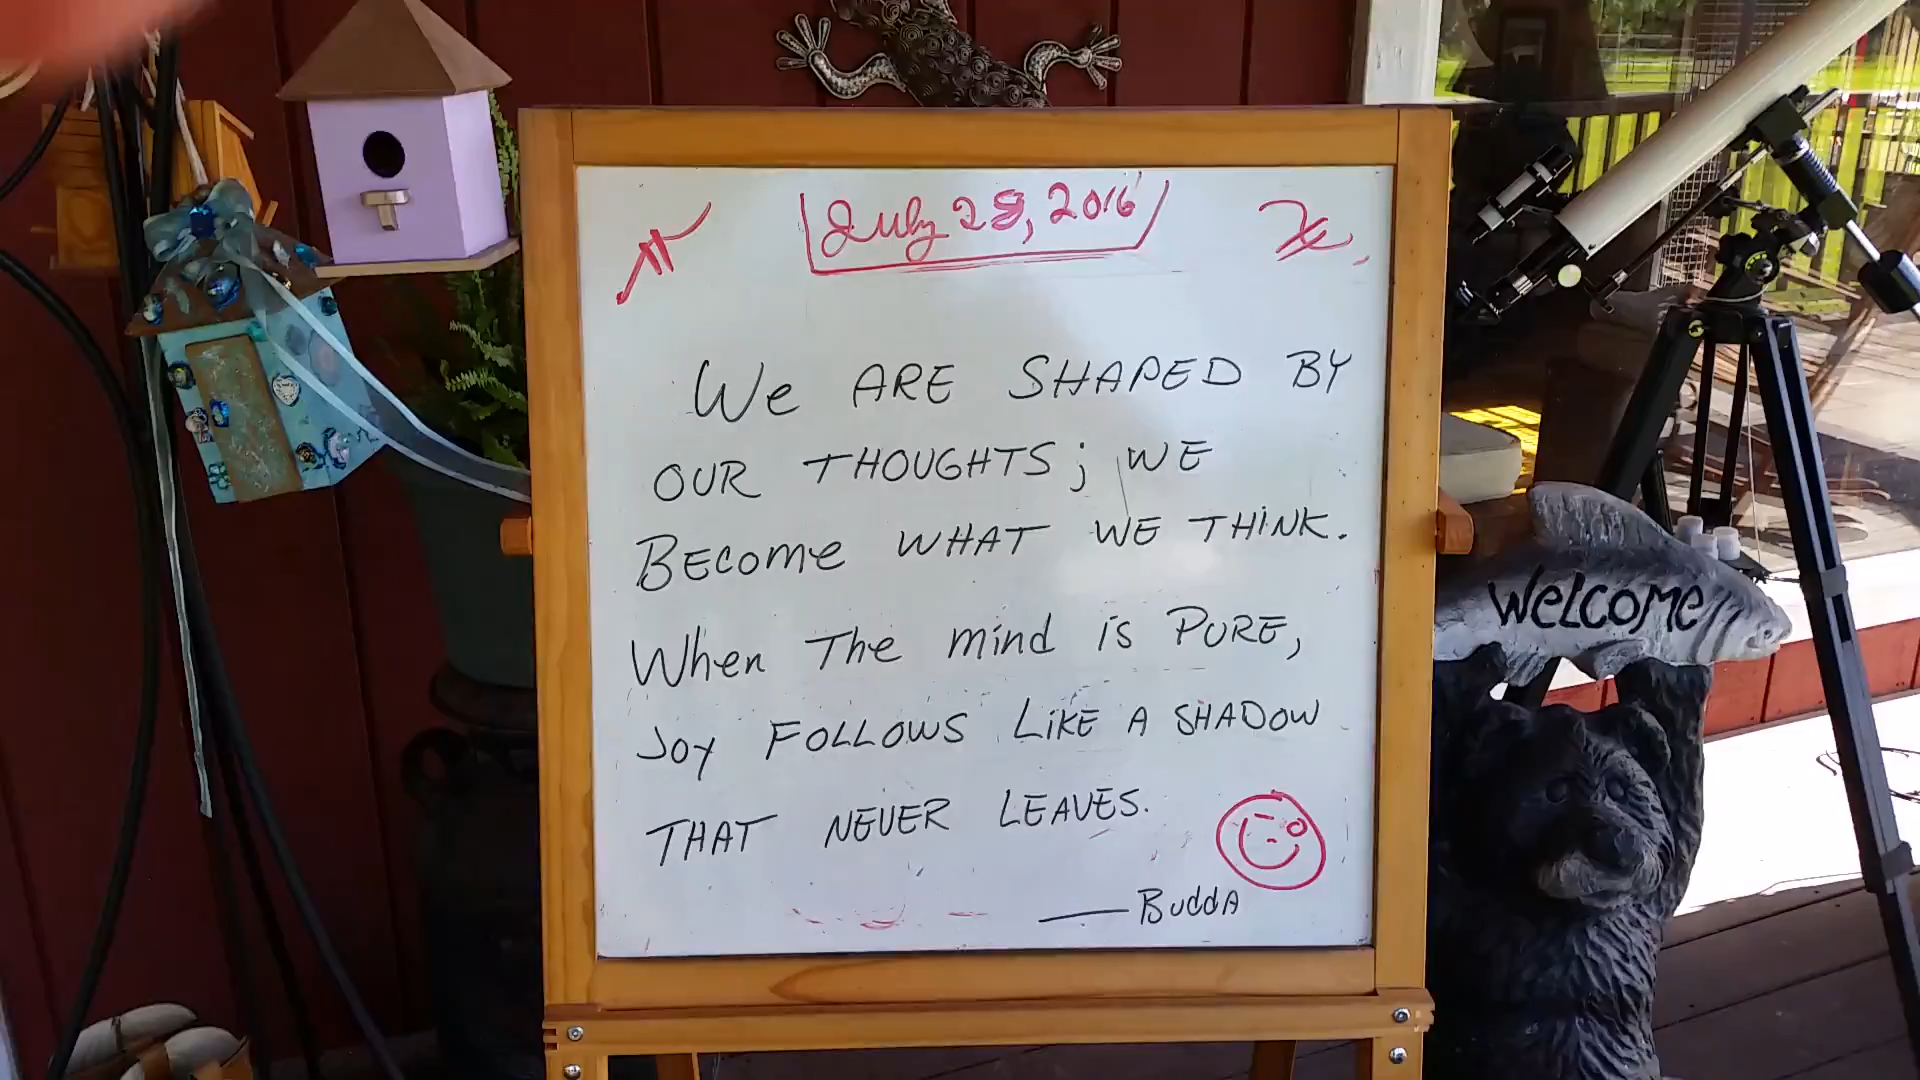 July 28, 2016
We ARE SHAPED BY
OUR THOUGHTS; WE
BECOME WHAT WE THINK.
When The mind is PURE,
Joy FOLLOWS LIKE A SHADOW
THAT NEVER LEAVES.
— BuddA
Welcome